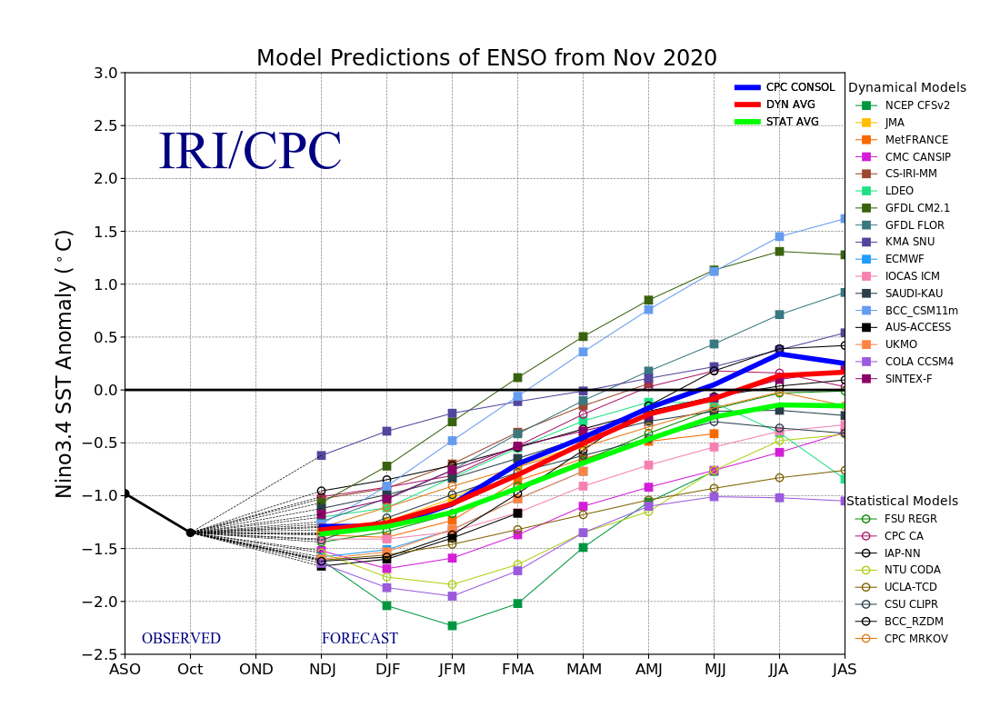 Model Predictions of ENSO from Nov 2020
Nino3.4 SST Anomaly (°C)
3.0
2.5
2.0
1.5
1.0
0.5
0.0
−0.5
−1.0
−1.5
−2.0
−2.5
IRI/CPC
CPC CONSOL
DYN AVG
STAT AVG
OBSERVED
FORECAST
ASO Oct OND NDJ DJF JFM FMA MAM AMJ MJJ JJA JAS
Dynamical Models
NCEP CFSv2
JMA
MetFRANCE
CMC CANSIP
CS-IRI-MM
LDEO
GFDL CM2.1
GFDL FLOR
KMA SNU
ECMWF
IOCAS ICM
SAUDI-KAU
BCC_CSM11m
AUS-ACCESS
UKMO
COLA CCSM4
SINTEX-F
Statistical Models
FSU REGR
CPC CA
IAP-NN
NTU CODA
UCLA-TCD
CSU CLIPR
BCC_RZDM
CPC MRKOV